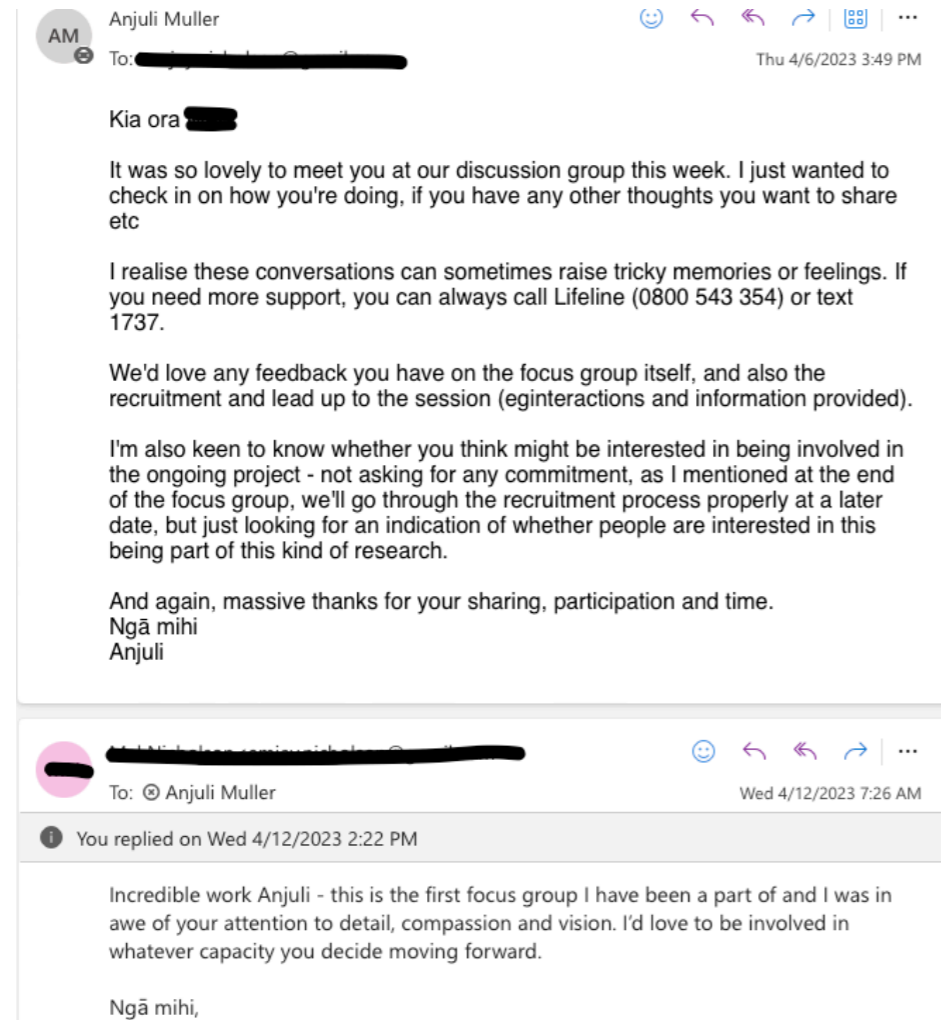 Anjuli Muller
AM
To:
Thu 4/6/2023 3:49 PM
Kia ora
It was so lovely to meet you at our discussion group this week. I just wanted to
check in on how you're doing, if you have any other thoughts you want to share
etc
I realise these conversations can sometimes raise tricky memories or feelings. If
you need more support, you can always call Lifeline (0800 543 354) or text
1737.
We'd love any feedback you have on the focus group itself, and also the
recruitment and lead up to the session (eginteractions and information provided).
I'm also keen to know whether you think might be interested in being involved in
the ongoing project - not asking for any commitment, as I mentioned at the end
of the focus group, we'll go through the recruitment process properly at a later
date, but just looking for an indication of whether people are interested in this
being part of this kind of research.
And again, massive thanks for your sharing, participation and time.
Ngā mihi
Anjuli
To: Anjuli Muller
Wed 4/12/2023 7:26 AM
You replied on Wed 4/12/2023 2:22 PM
Incredible work Anjuli - this is the first focus group I have been a part of and I was in
awe of your attention to detail, compassion and vision. I'd love to be involved in
whatever capacity you decide moving forward.
Ngā mihi,